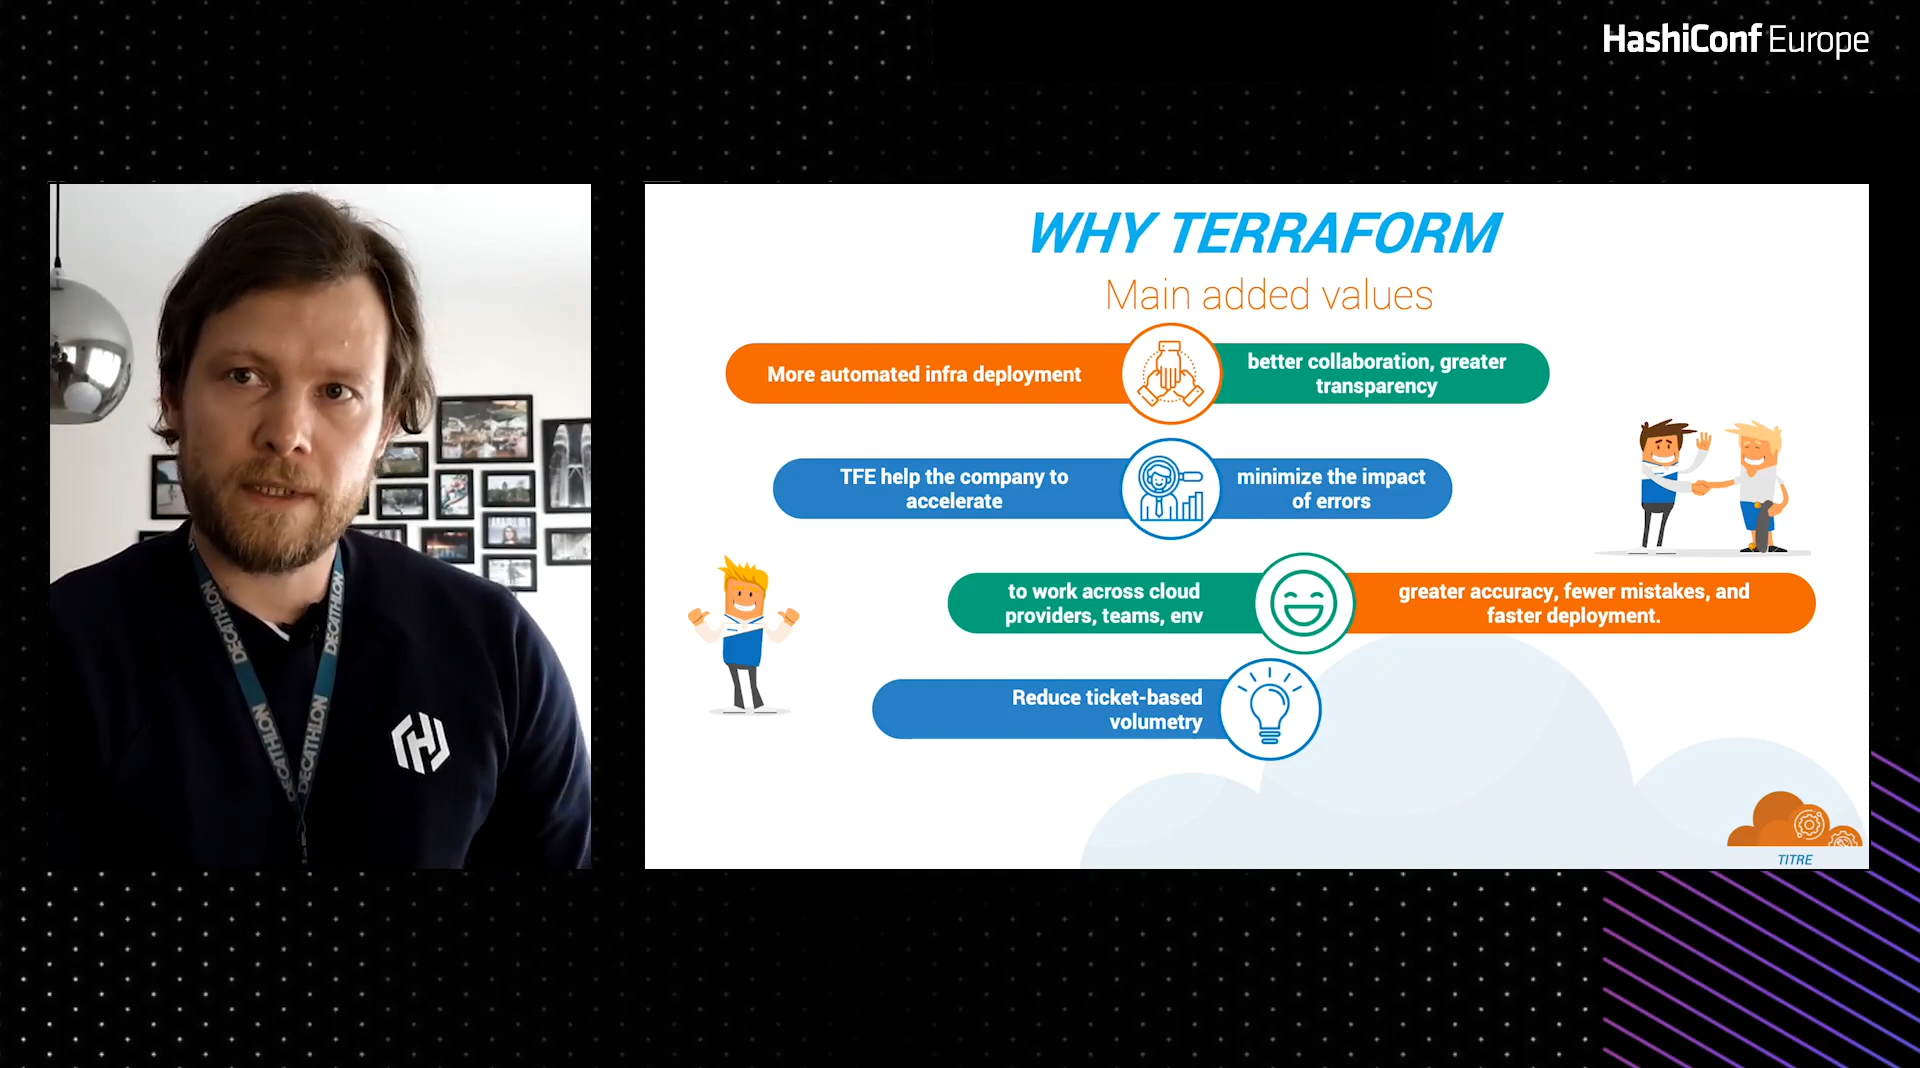 HashiConf Europe
WHY TERRAFORM
Main added values
More automated infra deployment
better collaboration, greater
transparency
TFE help the company to
accelerate
minimize the impact
of errors
to work across cloud
providers, teams, env
greater accuracy, fewer mistakes, and
faster deployment.
Reduce ticket-based
volumetry
TITRE
DECATHLON
DECATHLON
DECATHLON
DECATHLON